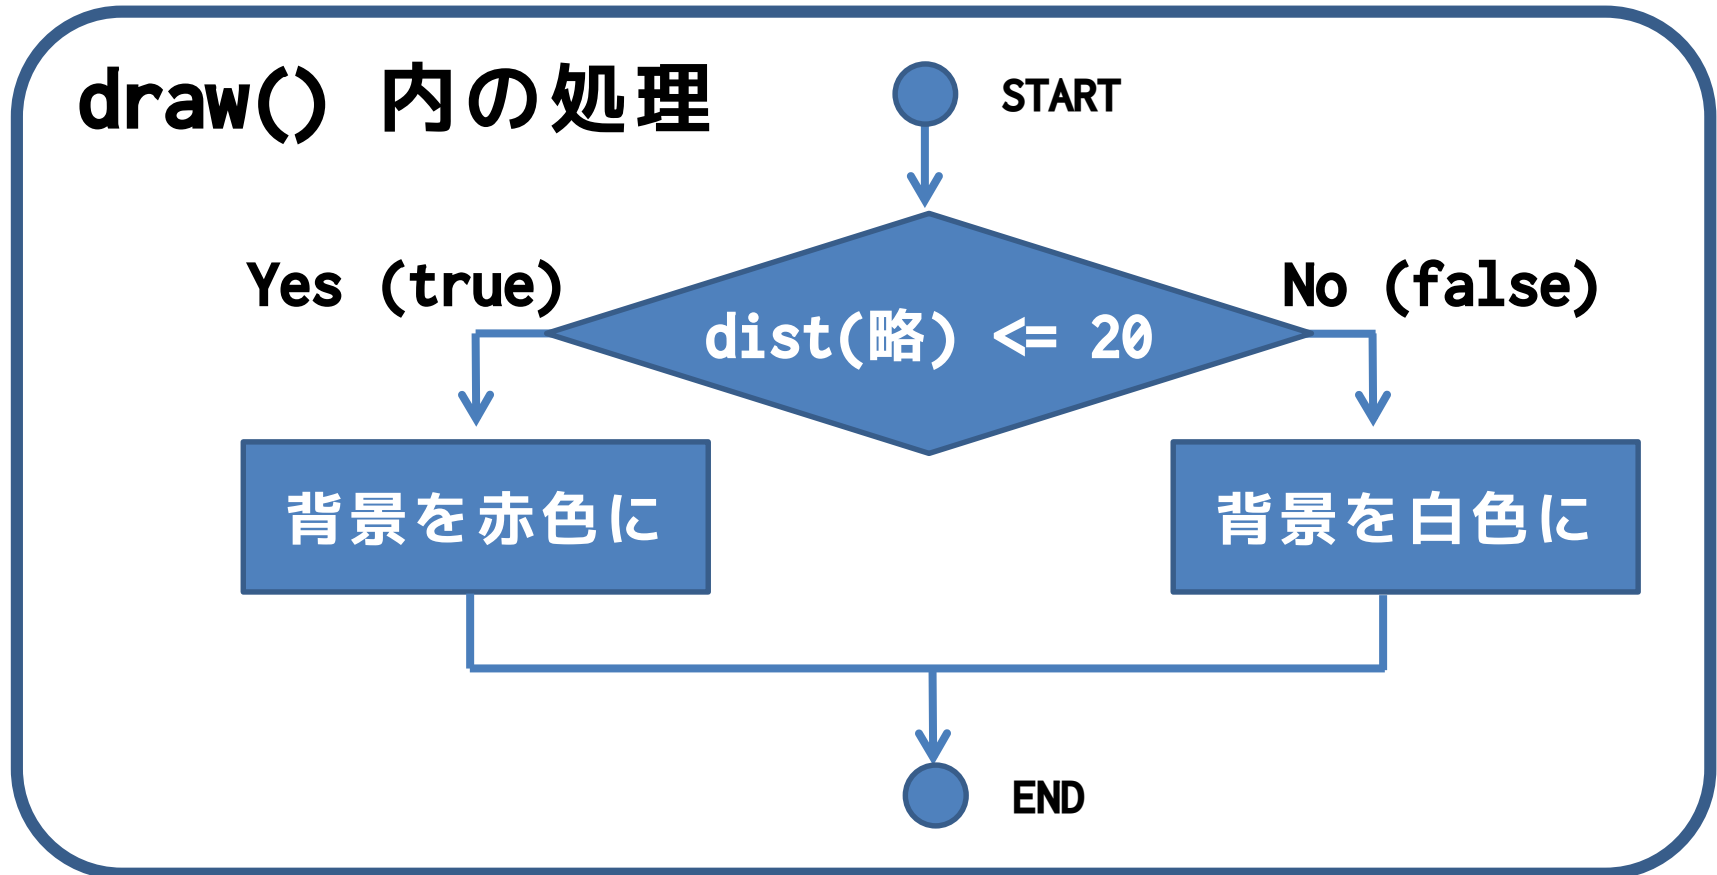 draw() 内の処理
START
Yes (true)
No (false)
dist(略) <= 20
背景を赤色に
背景を白色に
END